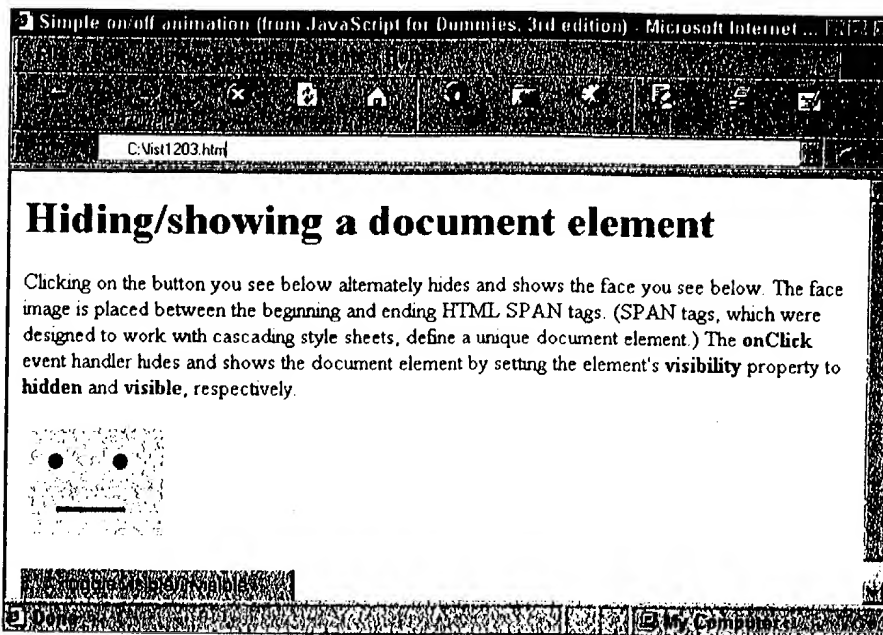 Simple on/off animation (from JavaScript for Dummies, 3rd edition) - Microsoft Internet ...
C:\list1203.htm
Hiding/showing a document element
Clicking on the button you see below alternately hides and shows the face you see below. The face
image is placed between the beginning and ending HTML SPAN tags. (SPAN tags, which were
designed to work with cascading style sheets, define a unique document element.) The onClick
event handler hides and shows the document element by setting the element's visibility property to
hidden and visible, respectively.
Toggle visible/invisible
Done
My Computer